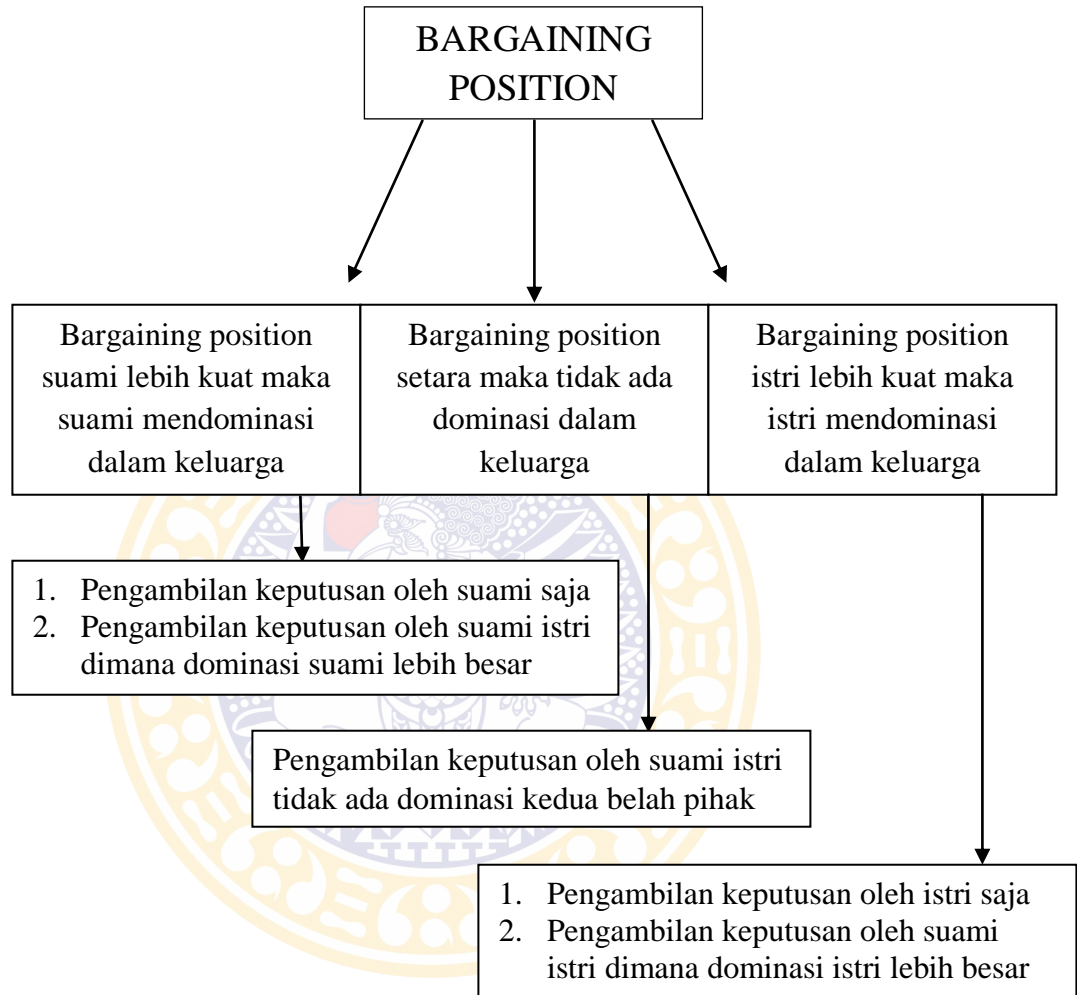 BARGAINING
POSITION
Bargaining position
suami lebih kuat maka
suami mendominasi
dalam keluarga
Bargaining position
setara maka tidak ada
dominasi dalam
keluarga
Bargaining position
istri lebih kuat maka
istri mendominasi
dalam keluarga
1. Pengambilan keputusan oleh suami saja
2. Pengambilan keputusan oleh suami istri
dimana dominasi suami lebih besar
Pengambilan keputusan oleh suami istri
tidak ada dominasi kedua belah pihak
1. Pengambilan keputusan oleh istri saja
2. Pengambilan keputusan oleh suami
istri dimana dominasi istri lebih besar